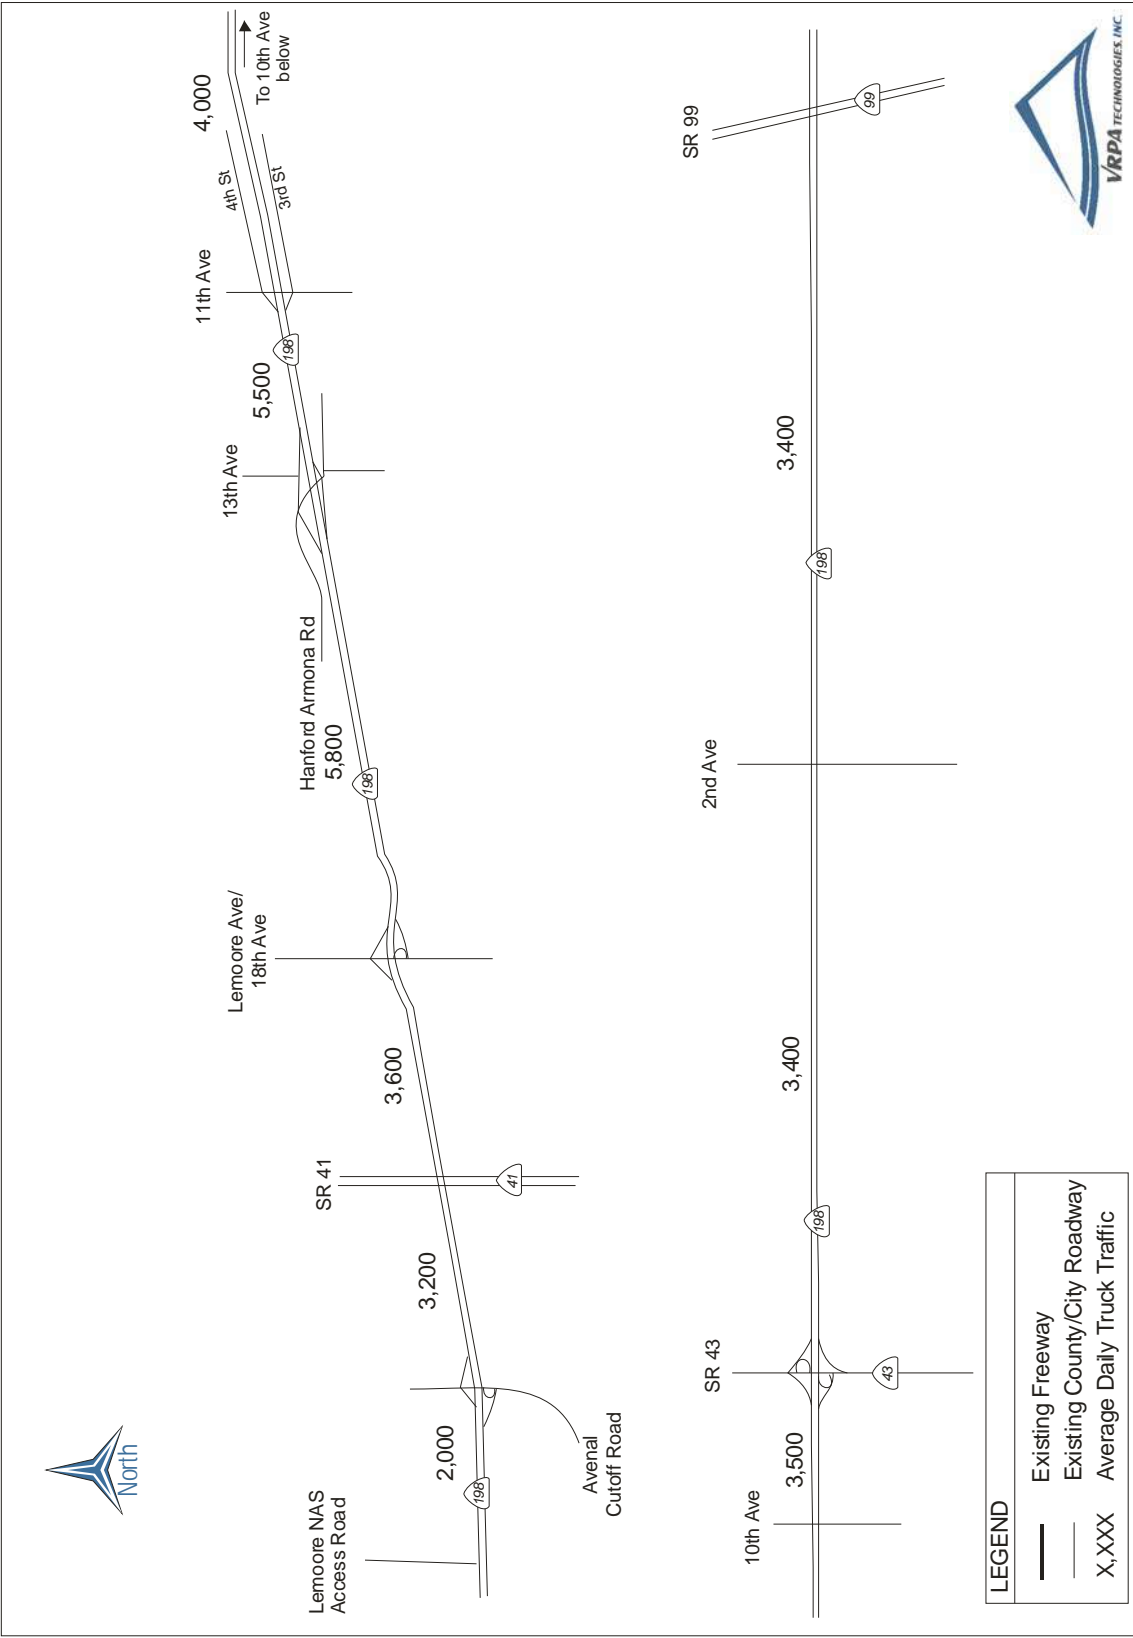 North
Lemoore NAS
Access Road
2,000
198
Avenal
Cutoff Road
3,200
SR 41
41
3,600
Lemoore Ave/
18th Ave
198
5,800
Hanford Armona Rd
13th Ave
5,500
198
11th Ave
4th St
3rd St
4,000
To 10th Ave
below
10th Ave
3,500
SR 43
43
198
3,400
2nd Ave
198
3,400
SR 99
99
LEGEND
Existing Freeway
Existing County/City Roadway
X,XXX Average Daily Truck Traffic
VRPA TECHNOLOGIES, INC.